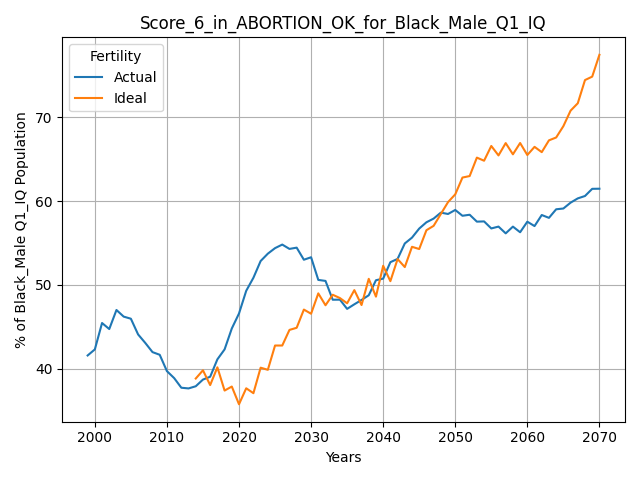 Score_6_in_ABORTION_OK_for_Black_Male_Q1_IQ
Fertility
Actual
Ideal
% of Black_Male Q1_IQ Population
70
60
50
40
2000 2010 2020 2030 2040 2050 2060 2070
Years